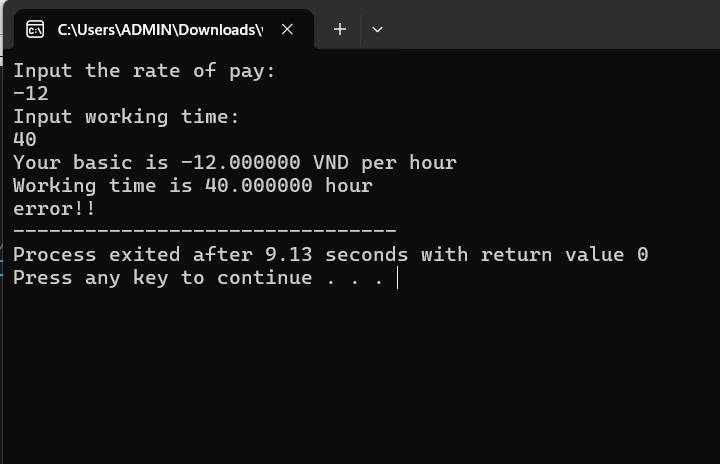 C:\Users\ADMIN\Downloads\
Input the rate of pay:
-12
Input working time:
40
Your basic is -12.000000 VND per hour
Working time is 40.000000 hour
error!!
--------------------------------
Process exited after 9.13 seconds with return value 0
Press any key to continue . . .